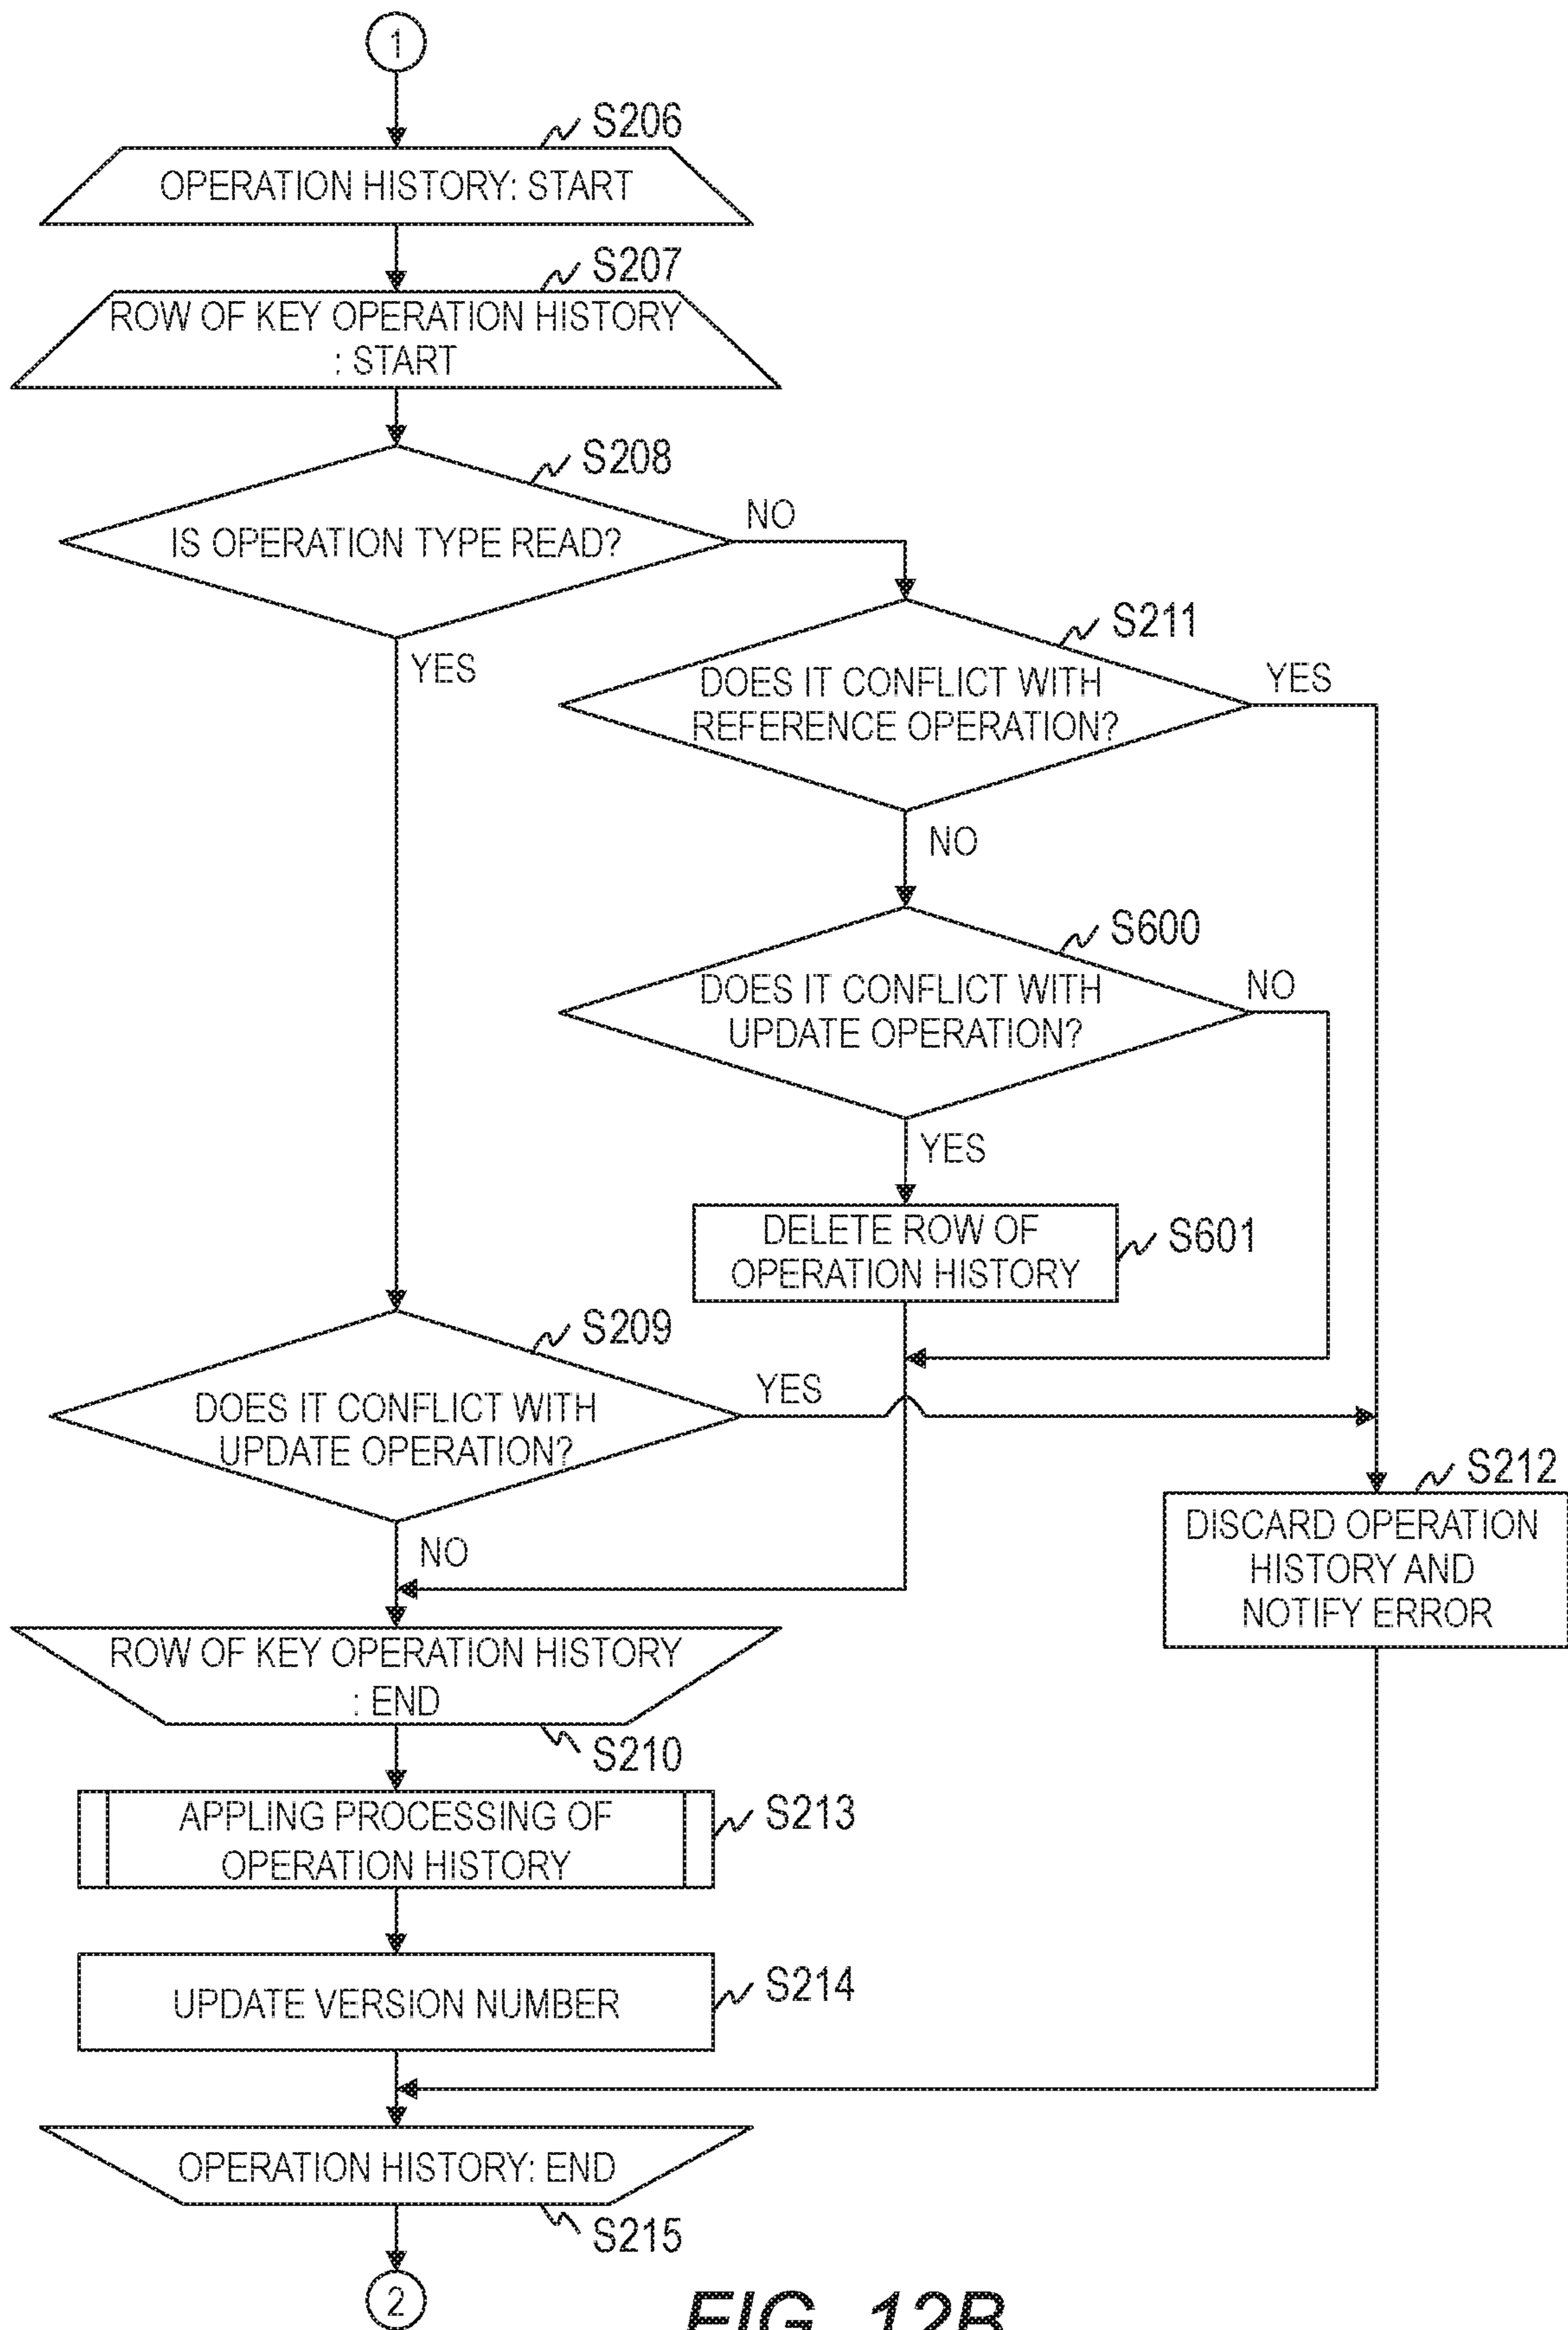 1
S206
OPERATION HISTORY: START
S207
ROW OF KEY OPERATION HISTORY
: START
S208
IS OPERATION TYPE READ?
NO
YES
S211
DOES IT CONFLICT WITH
REFERENCE OPERATION?
YES
NO
S600
DOES IT CONFLICT WITH
UPDATE OPERATION?
NO
YES
DELETE ROW OF
OPERATION HISTORY
S601
S209
DOES IT CONFLICT WITH
UPDATE OPERATION?
YES
NO
S212
DISCARD OPERATION
HISTORY AND
NOTIFY ERROR
ROW OF KEY OPERATION HISTORY
: END
S210
APPLING PROCESSING OF
OPERATION HISTORY
S213
UPDATE VERSION NUMBER
S214
OPERATION HISTORY: END
S215
2
FIG. 12B